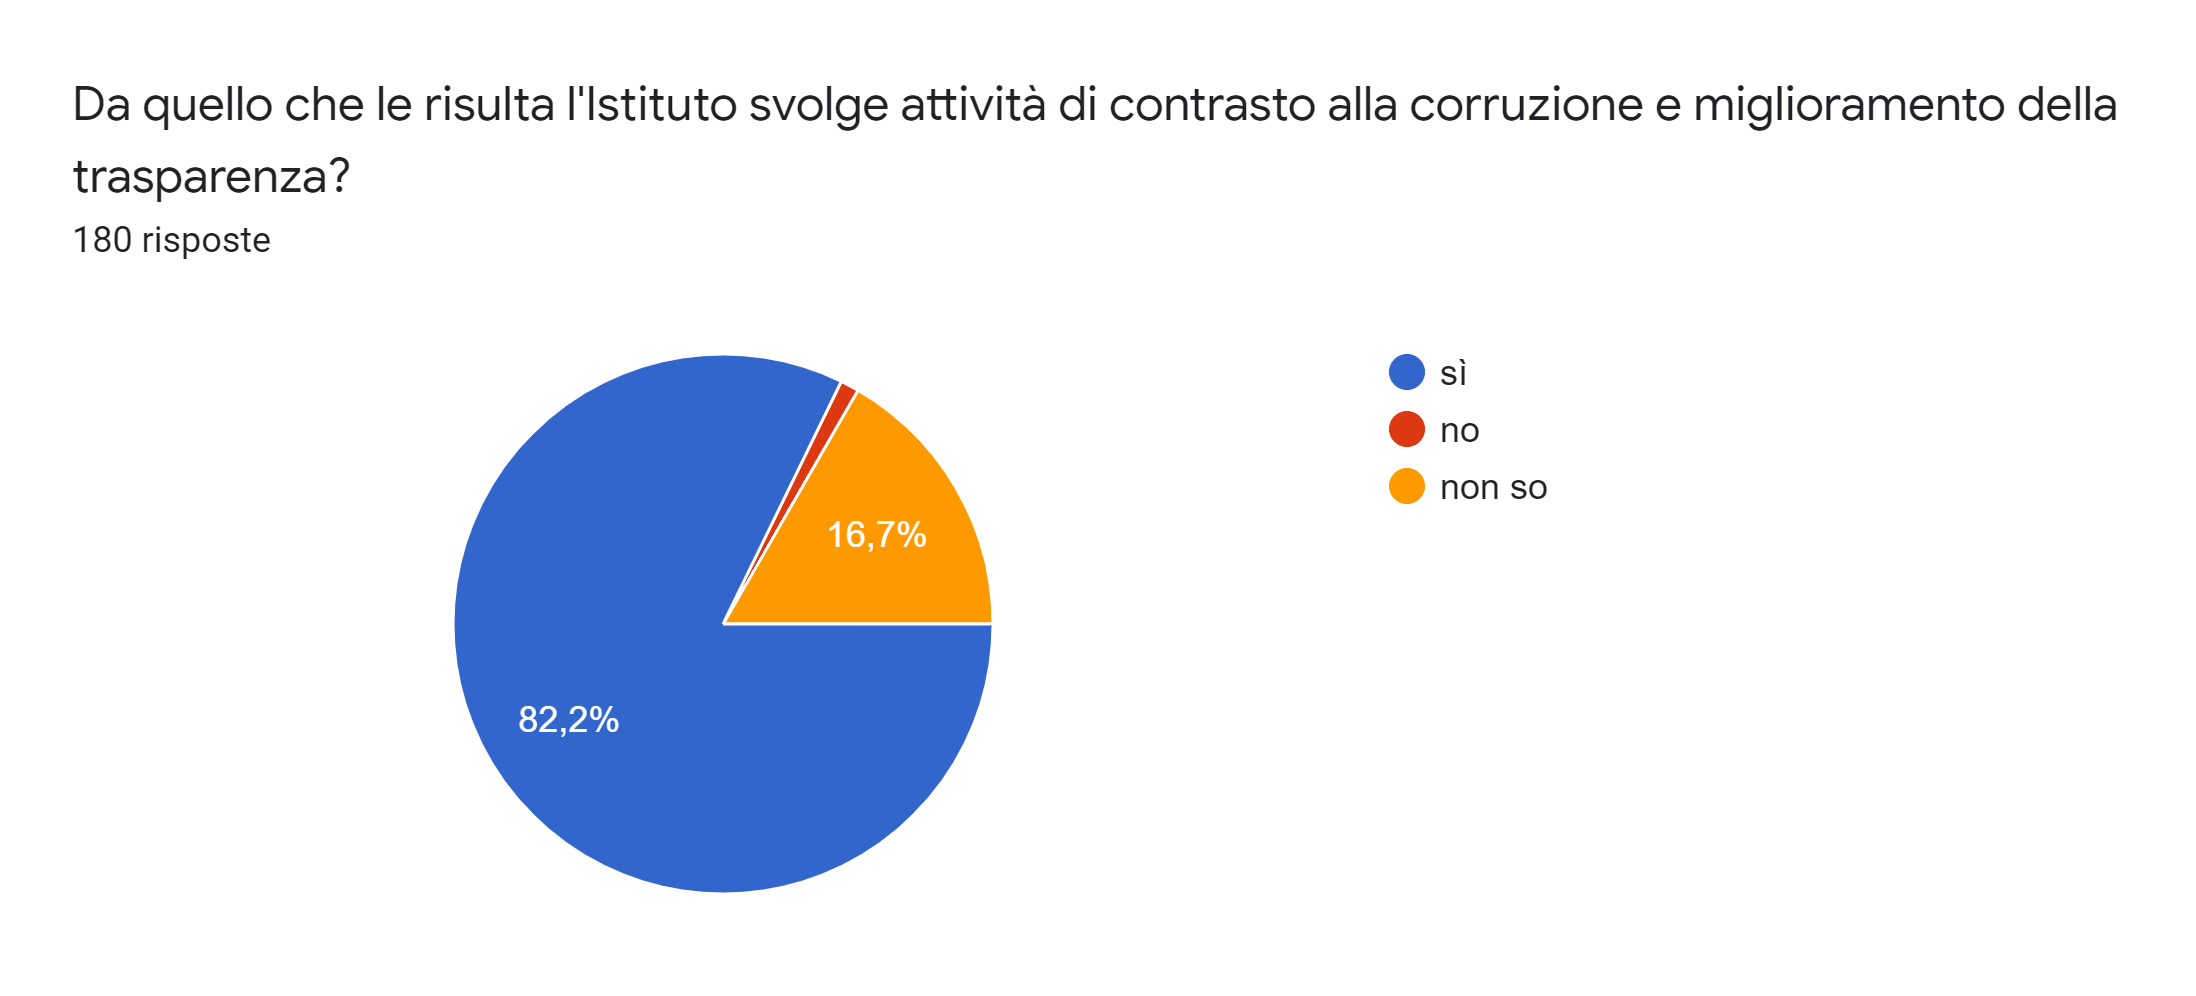 Da quello che le risulta l'Istituto svolge attività di contrasto alla corruzione e miglioramento della
trasparenza?
180 risposte
sì
no
non so
16,7%
82,2%